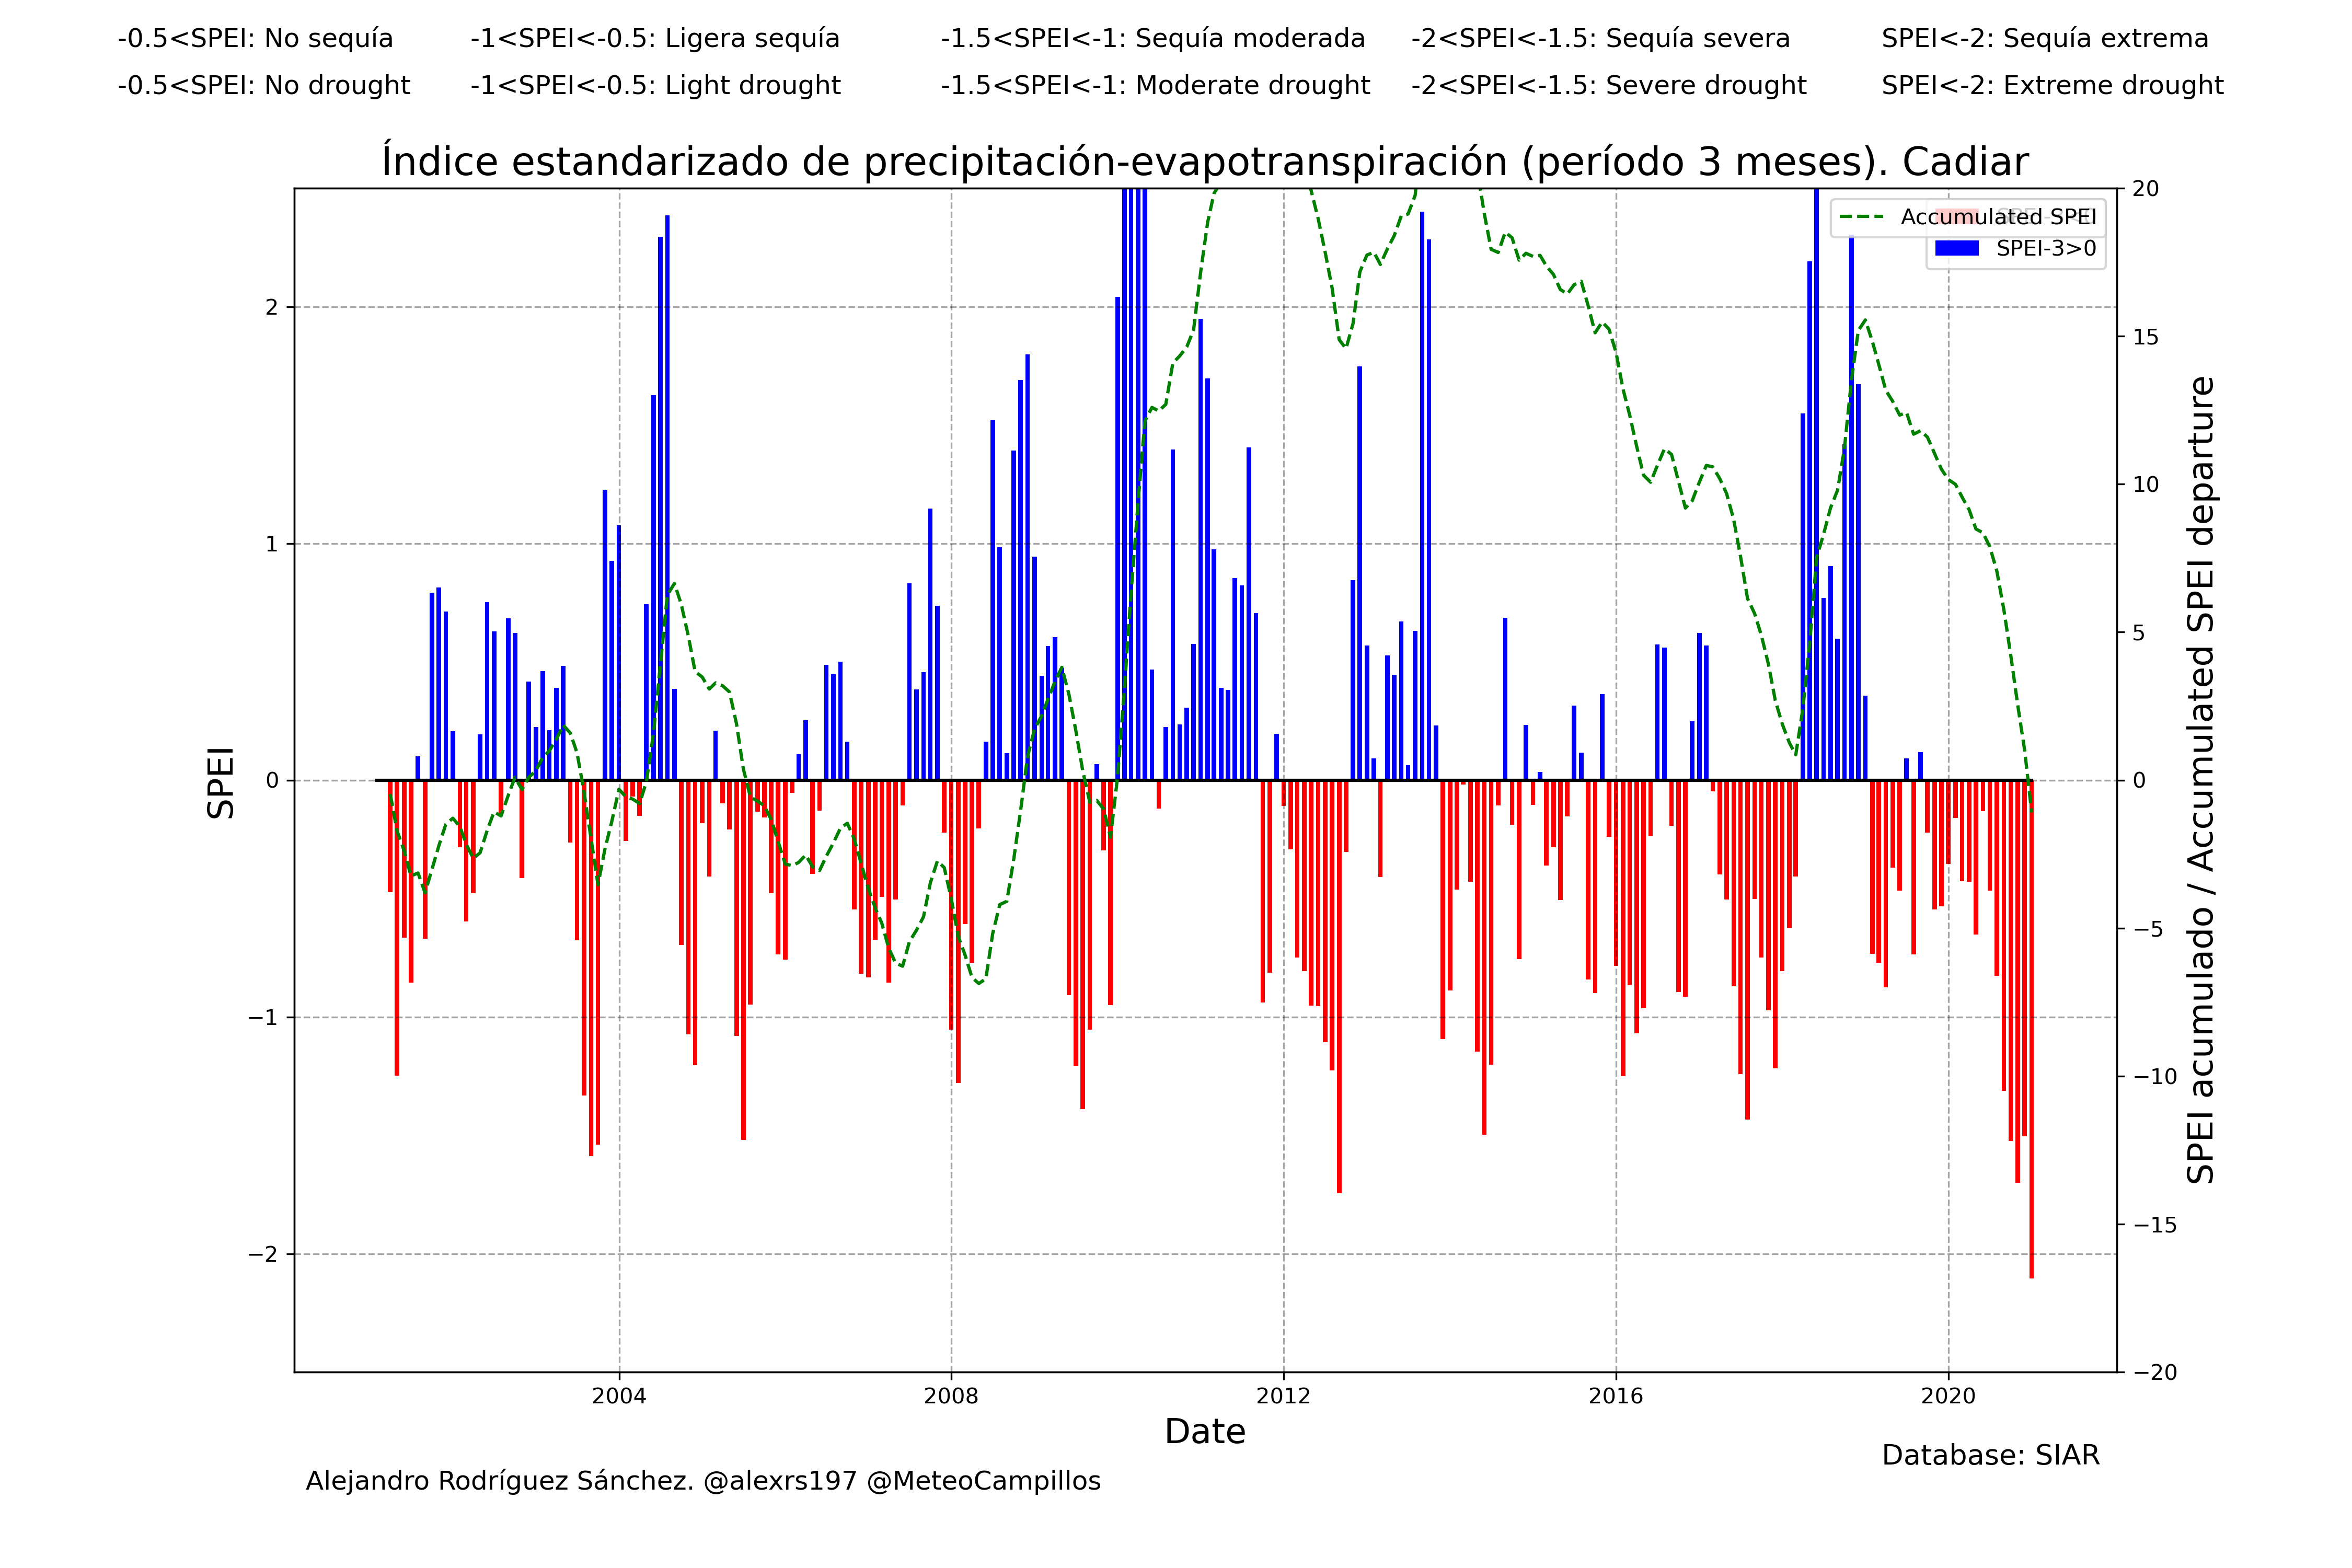 -0.5<SPEI: No sequía -1<SPEI<-0.5: Ligera sequía -1.5<SPEI<-1: Sequía moderada -2<SPEI<-1.5: Sequía severa SPEI<-2: Sequía extrema
-0.5<SPEI: No drought -1<SPEI<-0.5: Light drought -1.5<SPEI<-1: Moderate drought -2<SPEI<-1.5: Severe drought SPEI<-2: Extreme drought
Índice estandarizado de precipitación-evapotranspiración (período 3 meses). Cadiar
Accumulated SPEI
SPEI-3>0
SPEI
2
1
0
−1
−2
20
15
10
5
0
−5
−10
−15
−20
SPEI acumulado / Accumulated SPEI departure
2004 2008 2012 2016 2020
Date
Database: SIAR
Alejandro Rodríguez Sánchez. @alexrs197 @MeteoCampillos